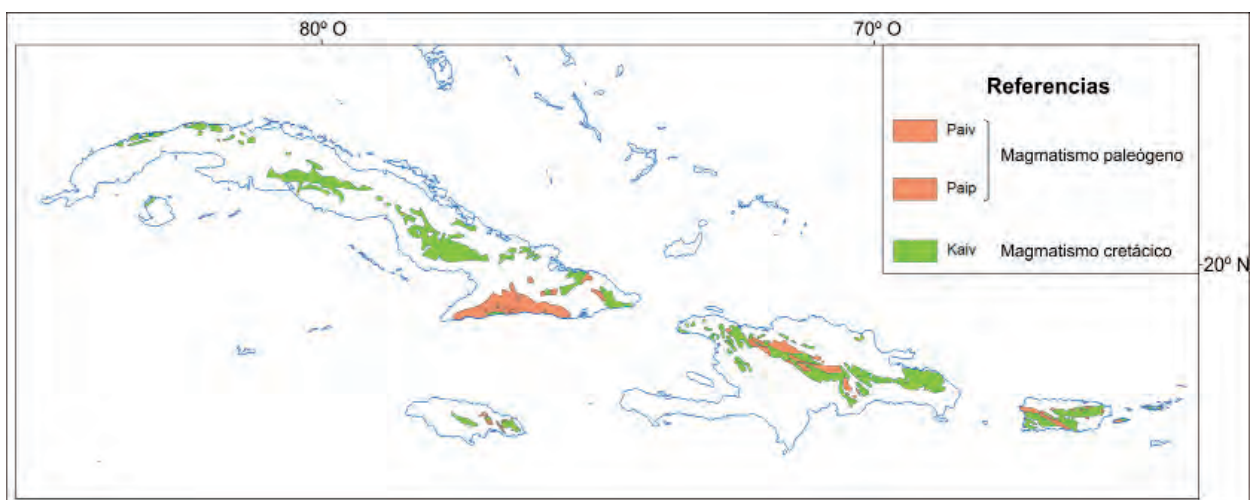 80º O
70º O
Referencias
Paiv
Magmatismo paleógeno
Paip
Kaiv
Magmatismo cretácico
20º N